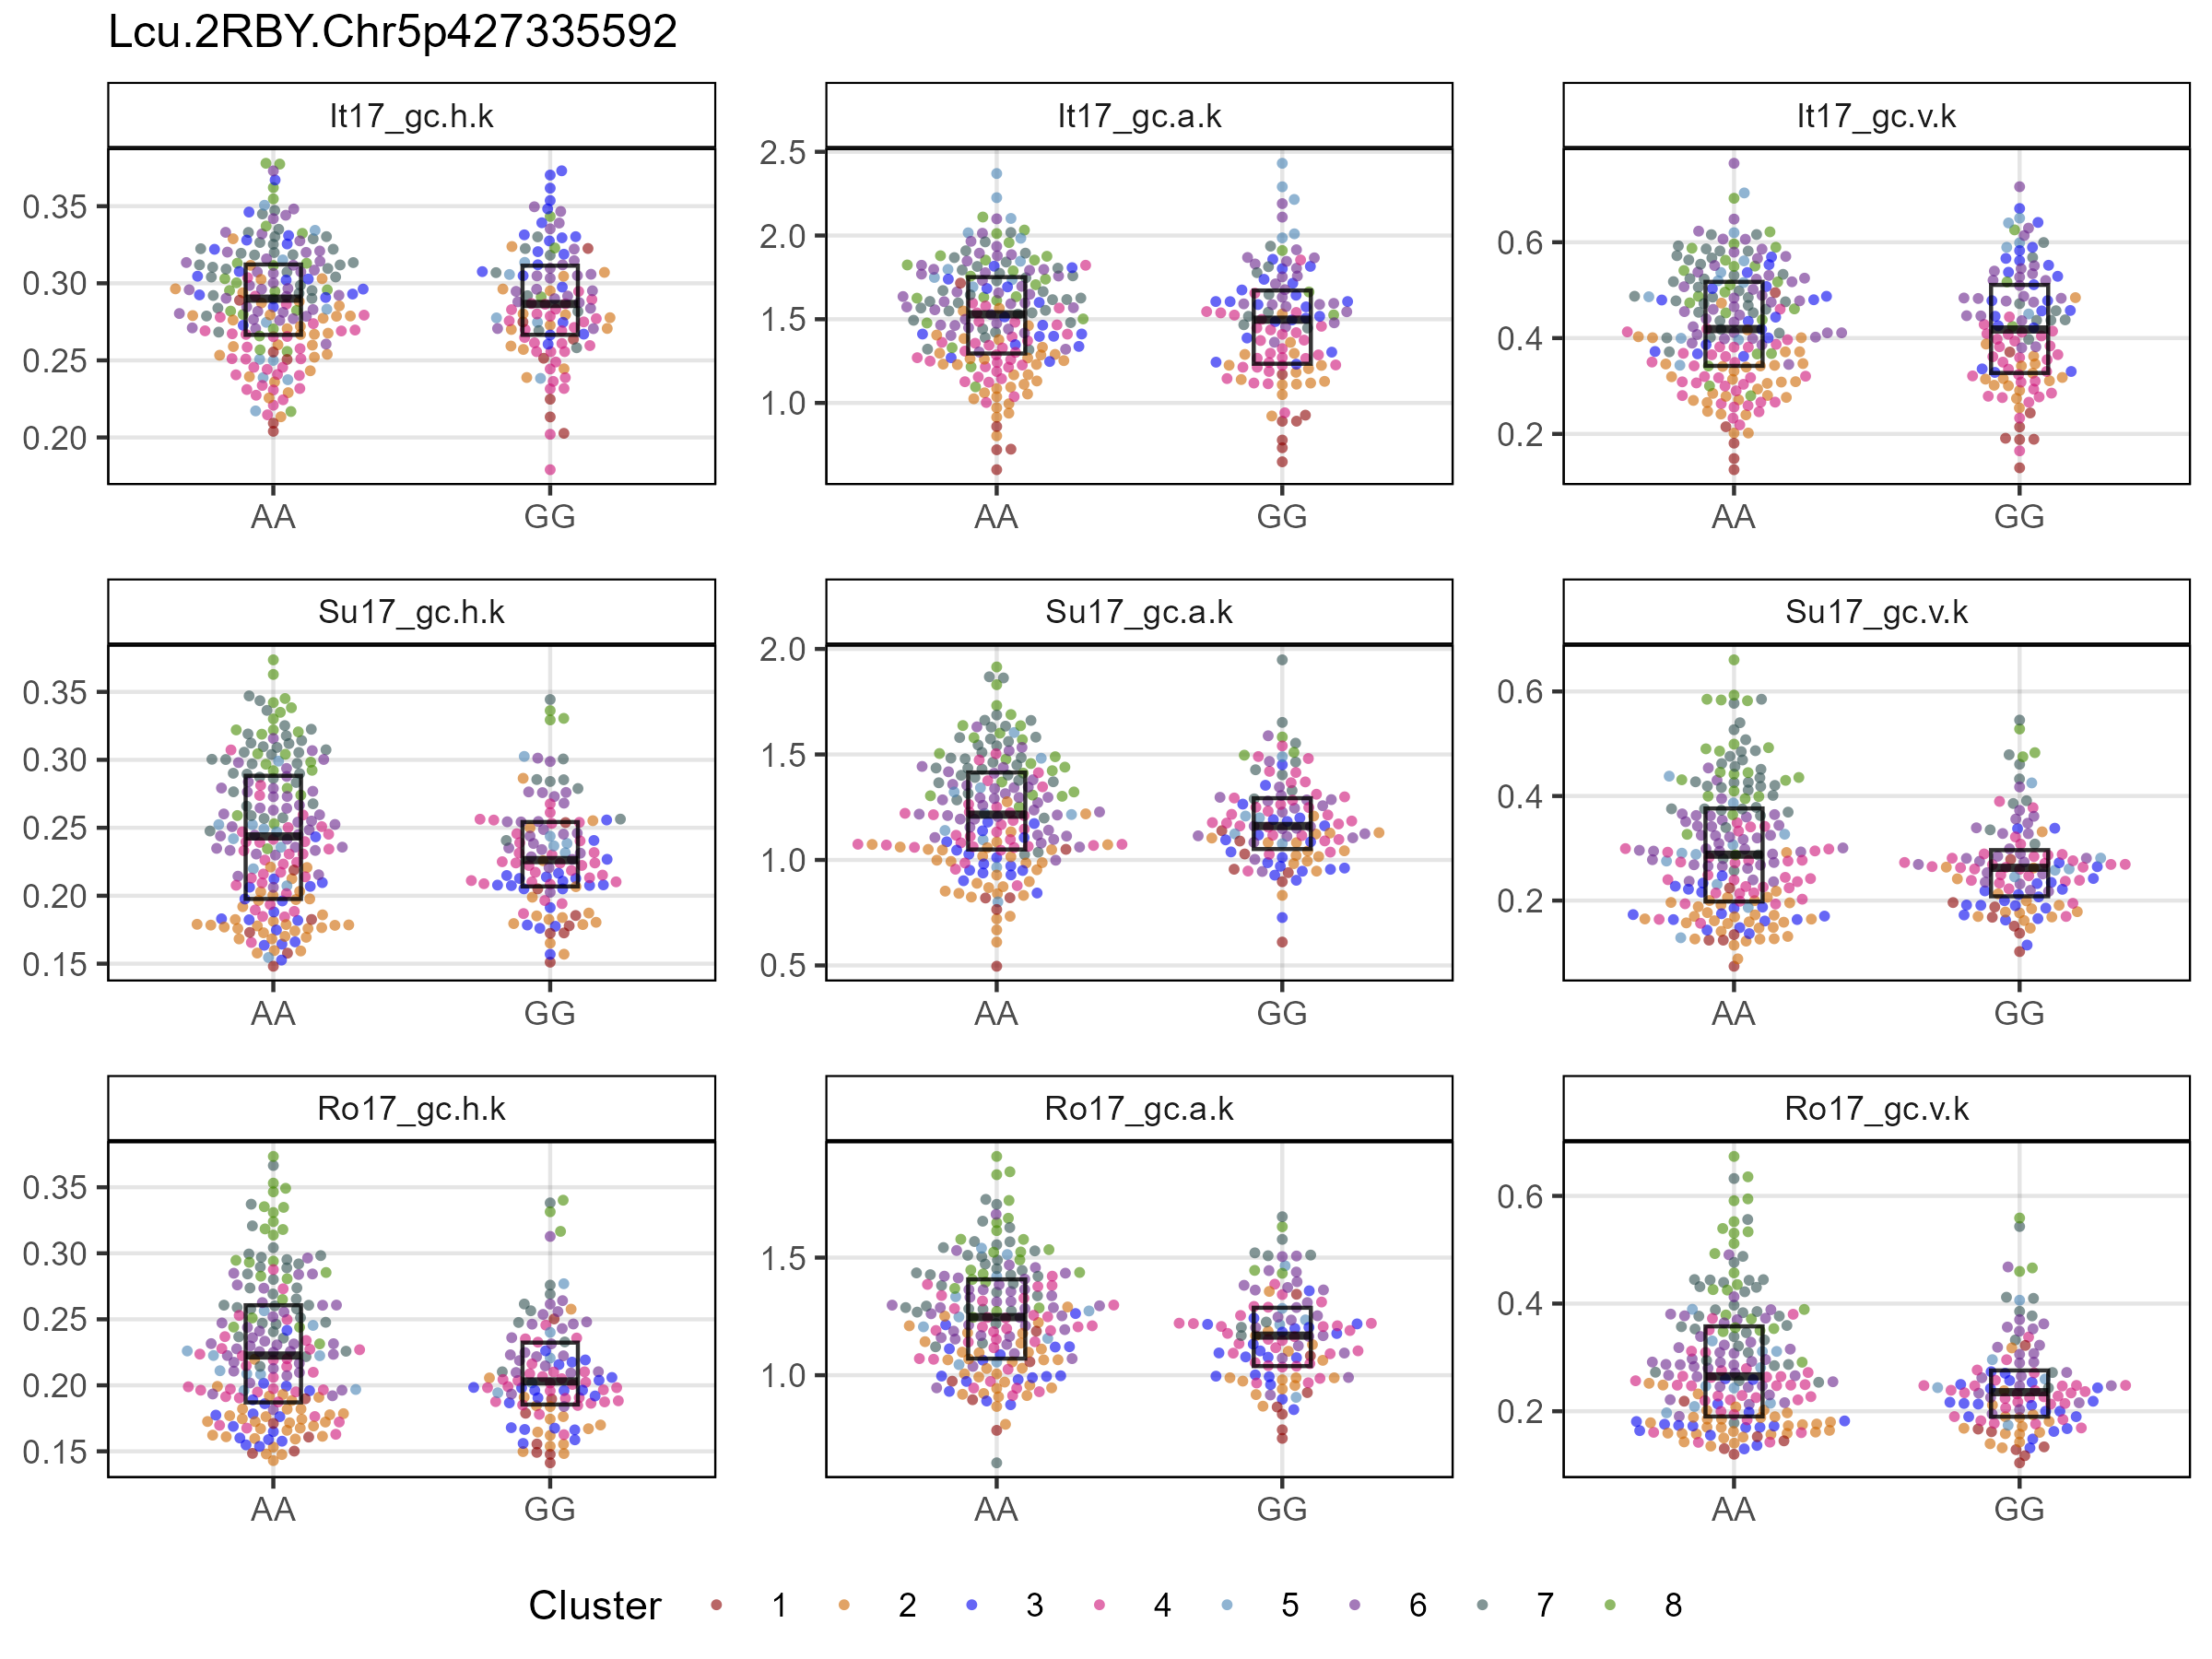 Lcu.2RBY.Chr5p427335592
It17_gc.h.k
It17_gc.a.k
It17_gc.v.k
0.35
0.30
0.25
0.20
AA
GG
2.5
2.0
1.5
1.0
AA
GG
0.6
0.4
0.2
AA
GG
Su17_gc.h.k
Su17_gc.a.k
Su17_gc.v.k
0.35
0.30
0.25
0.20
0.15
AA
GG
2.0
1.5
1.0
0.5
AA
GG
0.6
0.4
0.2
AA
GG
Ro17_gc.h.k
Ro17_gc.a.k
Ro17_gc.v.k
0.35
0.30
0.25
0.20
0.15
AA
GG
1.5
1.0
AA
GG
0.6
0.4
0.2
AA
GG
Cluster 1 2 3 4 5 6 7 8